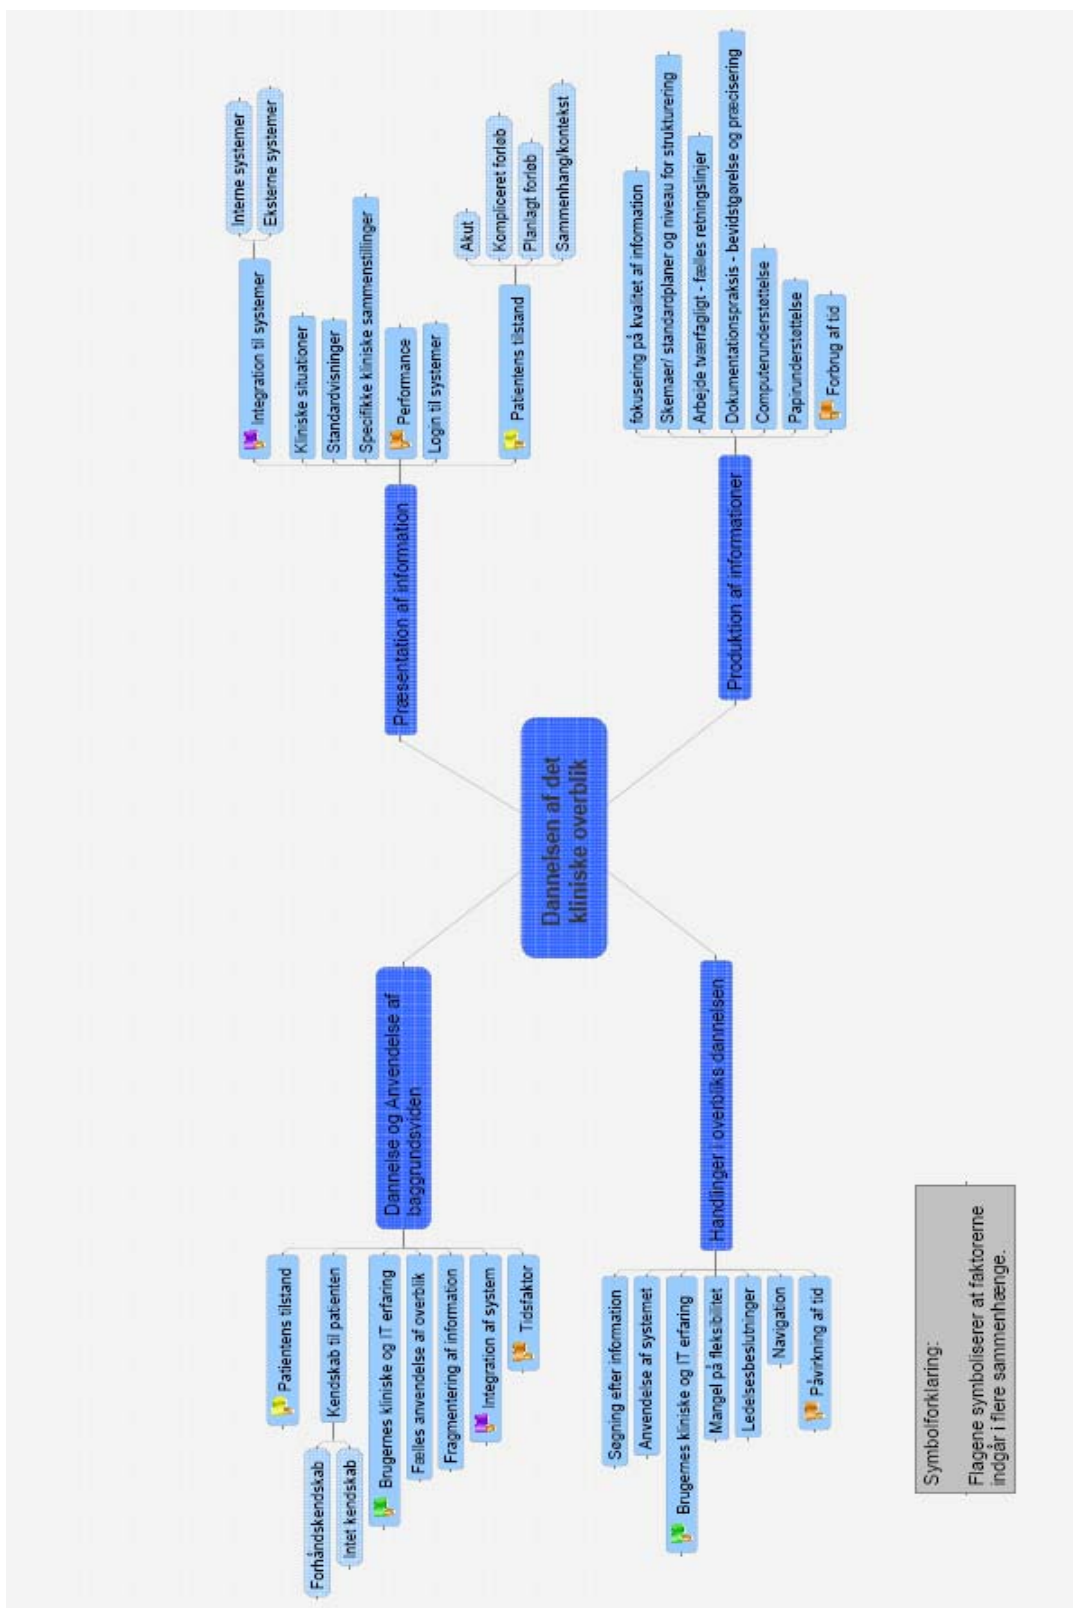 Dannelsen af det
kliniske overblik
Dannelse og Anvendelse af
baggrundsviden
Patientens tilstand
Kendskab til patienten
Forhåndskendskab
Intet kendskab
Brugernes kliniske og IT erfaring
Fælles anvendelse af overblik
Fragmentering af information
Integration af system
Tidsfaktor
Præsentation af information
Integration til systemer
Interne systemer
Eksterne systemer
Kliniske situationer
Standardvisninger
Specifikke kliniske sammenstillinger
Performance
Login til systemer
Patientens tilstand
Akut
Kompliceret forløb
Planlagt forløb
Sammenhang/kontekst
Handlinger i overbliks dannelsen
Søgning efter information
Anvendelse af systemet
Brugernes kliniske og IT erfaring
Mangel på fleksibilitet
Ledelsesbeslutninger
Navigation
Påvirkning af tid
Produktion af informationer
fokusering på kvalitet af information
Skemaer/ standardplaner og niveau for strukturering
Arbejde tværfagligt - fælles retningslinjer
Dokumentationspraksis - bevidstgørelse og præcisering
Computerunderstøttelse
Papirunderstøttelse
Forbrug af tid
Symbolforklaring:
Flagene symboliserer at faktorerne
indgår i flere sammenhænge.